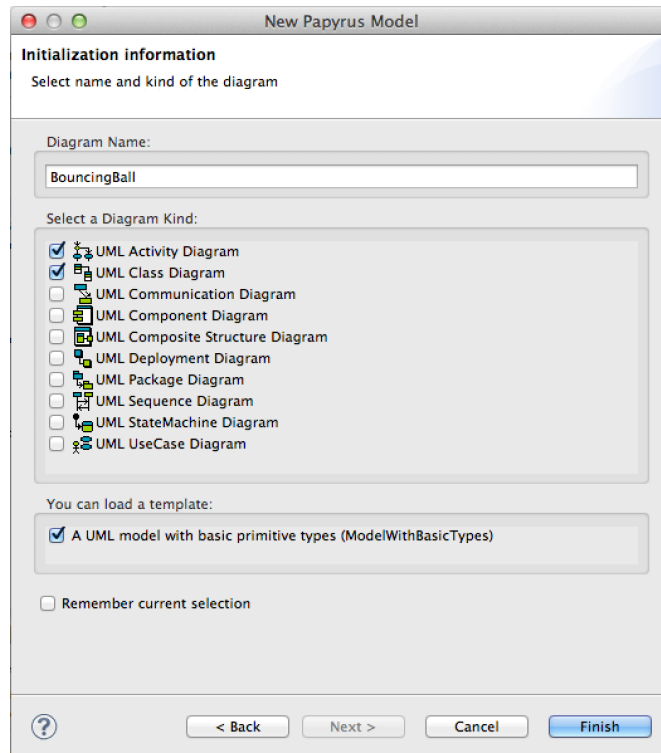 New Papyrus Model
Initialization information
Select name and kind of the diagram
Diagram Name:
BouncingBall
Select a Diagram Kind:
UML Activity Diagram
UML Class Diagram
UML Communication Diagram
UML Component Diagram
UML Composite Structure Diagram
UML Deployment Diagram
UML Package Diagram
UML Sequence Diagram
UML StateMachine Diagram
UML UseCase Diagram
You can load a template:
A UML model with basic primitive types (ModelWithBasicTypes)
Remember current selection
? < Back Next > Cancel Finish